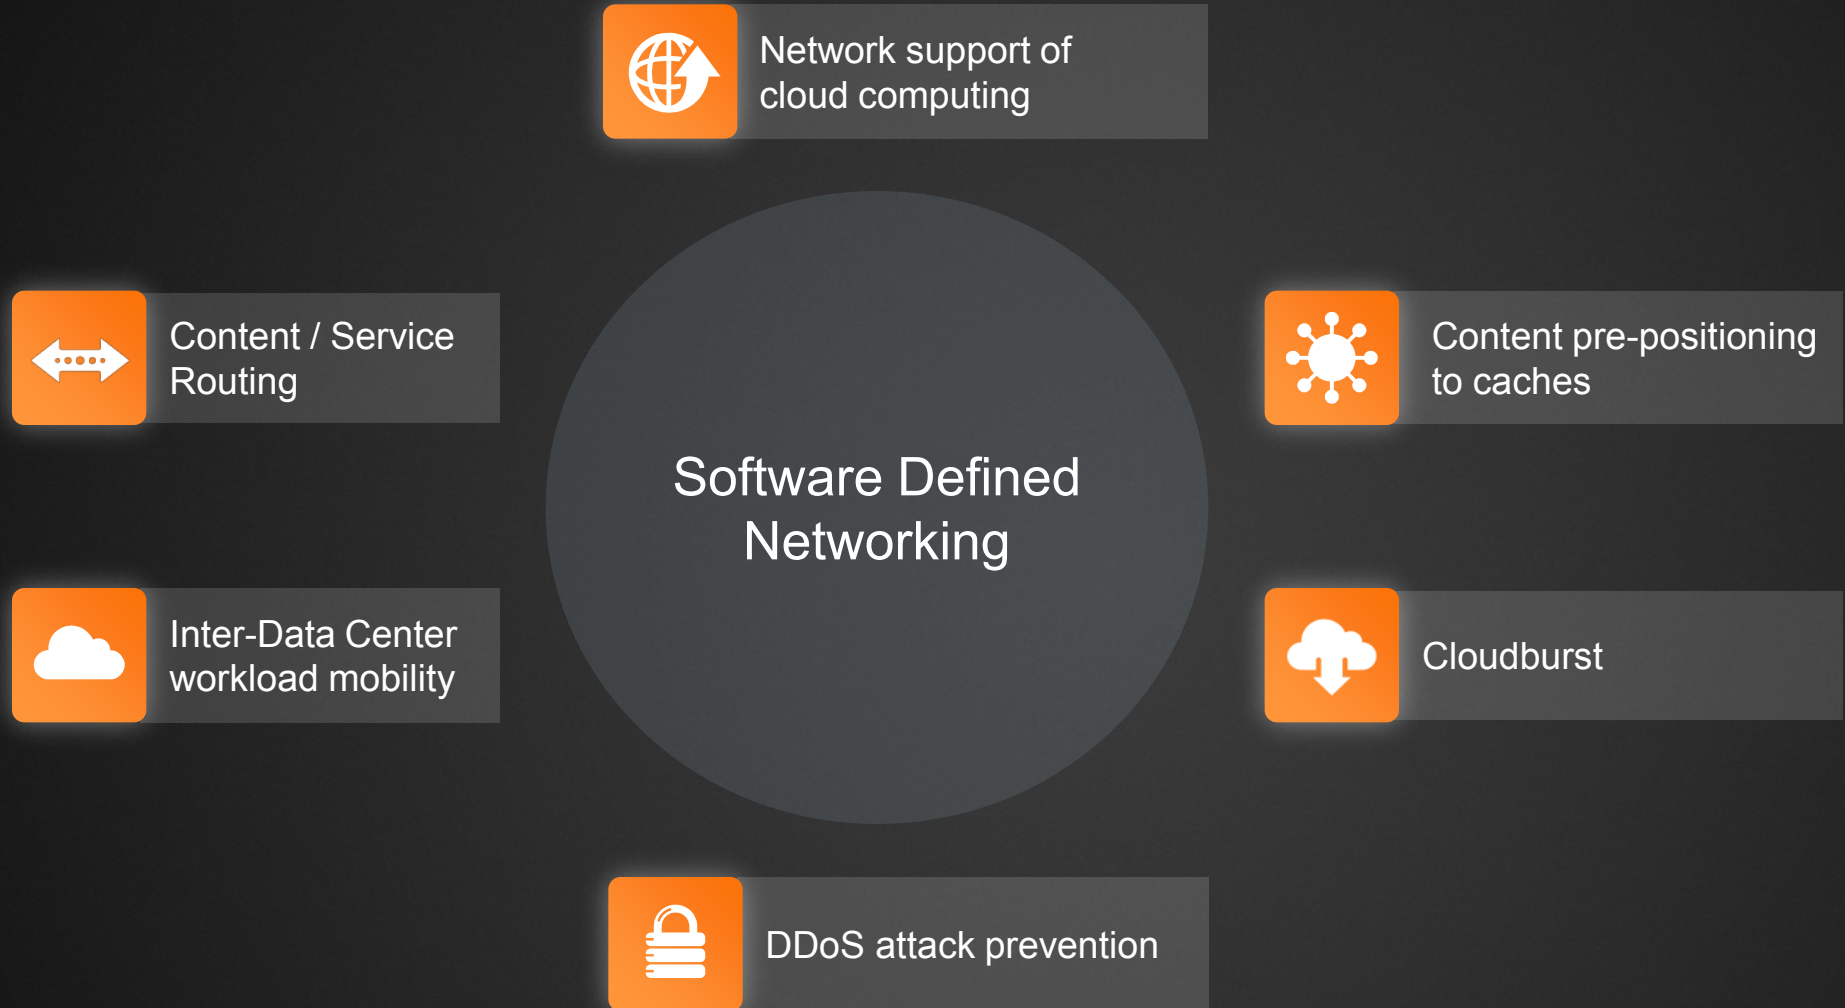 Network support of
cloud computing
Content / Service
Routing
Content pre-positioning
to caches
Software Defined
Networking
Inter-Data Center
workload mobility
Cloudburst
DDoS attack prevention